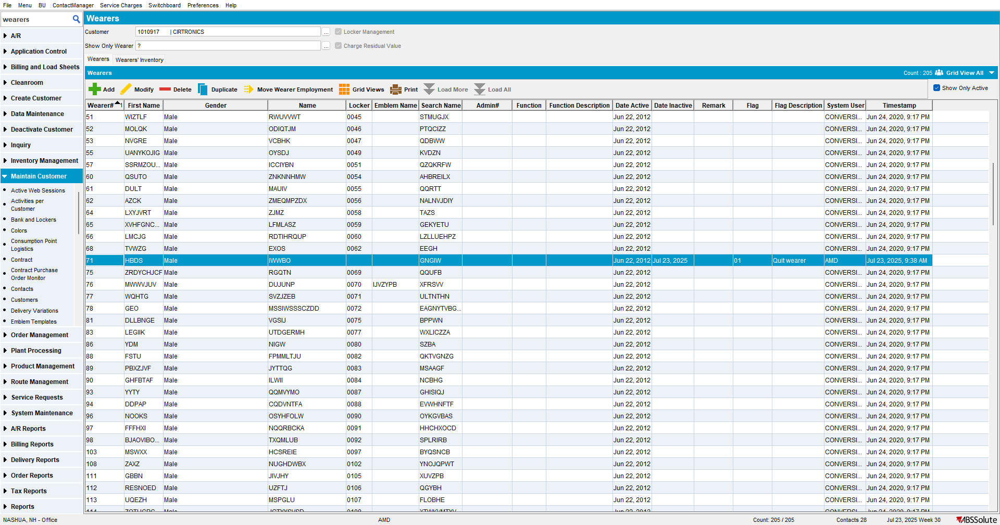 File Menu BU ContactManager Service Charges Switchboard Preferences Help
wearers
A/R
Application Control
Billing and Load Sheets
Cleanroom
Create Customer
Data Maintenance
Deactivate Customer
Inquiry
Inventory Management
Maintain Customer
Active Web Sessions
Activities per
Customer
Bank and Lockers
Colors
Consumption Point
Logistics
Contract
Contract Purchase
Order Monitor
Contacts
Customers
Delivery Variations
Emblem Templates
Order Management
Plant Processing
Product Management
Route Management
Service Requests
System Maintenance
A/R Reports
Billing Reports
Delivery Reports
Order Reports
Tax Reports
Reports
Wearers
Customer 1010917 | CIRTRONICS ... Locker Management
Show Only Wearer ? ... Charge Residual Value
Wearers Wearers' Inventory
Wearers Count : 205 Grid View All
Add Modify Delete Duplicate Move Wearer Employment Grid Views Print Load More Load All Show Only Active
Wearer# 1 First Name Gender Name Locker Emblem Name Search Name Admin# Function Function Description Date Active Date Inactive Remark Flag Flag Description System User Timestamp
51 WIZTLF Male RWUVVWT 0045 STMUGJX Jun 22, 2012 CONVERSI... Jun 24, 2020, 9:17 PM
52 MOLQK Male ODIQTJM 0046 PTQCIZZ Jun 22, 2012 CONVERSI... Jun 24, 2020, 9:17 PM
53 NVGRE Male VCBHK 0047 QDBWW Jun 22, 2012 CONVERSI... Jun 24, 2020, 9:17 PM
55 UANYKOJIG Male OYSDJ 0049 KVDZN Jun 22, 2012 CONVERSI... Jun 24, 2020, 9:17 PM
57 SSRMZOU... Male ICCIYBN 0051 QZQKRFW Jun 22, 2012 CONVERSI... Jun 24, 2020, 9:17 PM
60 QSUTO Male ZNKNNHMW 0054 AHBREILX Jun 22, 2012 CONVERSI... Jun 24, 2020, 9:17 PM
61 DULT Male MAUIV 0055 QQRTT Jun 22, 2012 CONVERSI... Jun 24, 2020, 9:17 PM
62 AZCK Male ZMEQMPZDX 0056 NALNVJDIY Jun 22, 2012 CONVERSI... Jun 24, 2020, 9:17 PM
64 LXYJVRT Male ZJMZ 0058 TAZS Jun 22, 2012 CONVERSI... Jun 24, 2020, 9:17 PM
65 XVHFGNC... Male LFMLASZ 0059 GEKYETU Jun 22, 2012 CONVERSI... Jun 24, 2020, 9:17 PM
66 LMCJG Male RDTIHRQUP 0060 LZLLUEHPZ Jun 22, 2012 CONVERSI... Jun 24, 2020, 9:17 PM
68 TVWZG Male EXOS 0062 EEGH Jun 22, 2012 CONVERSI... Jun 24, 2020, 9:17 PM
71 HBDS Male IWWBO GNGIW Jun 22, 2012 Jul 23, 2025 01 Quit wearer AMD Jul 23, 2025, 9:38 AM
75 ZRDYCHJCF Male RGQTN 0069 QQUFB Jun 22, 2012 CONVERSI... Jun 24, 2020, 9:17 PM
76 MWWVJUV Male DUJUNP 0070 IJVZYPB XFRSVV Jun 22, 2012 CONVERSI... Jun 24, 2020, 9:17 PM
77 WQHTG Male SVZJZEB 0071 ULTNTHN Jun 22, 2012 CONVERSI... Jun 24, 2020, 9:17 PM
78 GEO Male MSSIWSSSCZDD 0072 EAGNYTVBG... Jun 22, 2012 CONVERSI... Jun 24, 2020, 9:17 PM
81 DLLBNGE Male VGSIJ 0075 BPPWN Jun 22, 2012 CONVERSI... Jun 24, 2020, 9:17 PM
83 LEGIIK Male UTDGERMH 0077 WXLICZZA Jun 22, 2012 CONVERSI... Jun 24, 2020, 9:17 PM
86 YDM Male NIGW 0080 SZBA Jun 22, 2012 CONVERSI... Jun 24, 2020, 9:17 PM
88 FSTU Male FPMMLTJU 0082 QKTVGNZG Jun 22, 2012 CONVERSI... Jun 24, 2020, 9:17 PM
89 PBXZJVF Male JYTTQG 0083 MSAAGF Jun 22, 2012 CONVERSI... Jun 24, 2020, 9:17 PM
90 GHFBTAF Male ILWII 0084 NCBHG Jun 22, 2012 CONVERSI... Jun 24, 2020, 9:17 PM
93 YYTY Male QQMVYMO 0087 GHISIQJ Jun 22, 2012 CONVERSI... Jun 24, 2020, 9:17 PM
94 DDPAP Male CQDVNTFA 0088 EVWHNFTF Jun 22, 2012 CONVERSI... Jun 24, 2020, 9:17 PM
96 NOOKS Male OSYHFOLW 0090 OYKGVBAS Jun 22, 2012 CONVERSI... Jun 24, 2020, 9:17 PM
97 FFFHXI Male NQQRBCKA 0091 HHCHXOCD Jun 22, 2012 CONVERSI... Jun 24, 2020, 9:17 PM
98 BJAOVIBO... Male TXQMLUB 0092 SPLRIRB Jun 22, 2012 CONVERSI... Jun 24, 2020, 9:17 PM
103 MSWXX Male HCSREIE 0097 BYQSNCB Jun 22, 2012 CONVERSI... Jun 24, 2020, 9:17 PM
108 ZAXZ Male NUGHDWBX 0102 YNOJQPWT Jun 22, 2012 CONVERSI... Jun 24, 2020, 9:17 PM
111 GBBN Male JIVJHY 0105 XUVZPB Jun 22, 2012 CONVERSI... Jun 24, 2020, 9:17 PM
112 RESNOED Male UZFTJ 0106 QGYBH Jun 22, 2012 CONVERSI... Jun 24, 2020, 9:17 PM
113 UQEZH Male MSPGLU 0107 FLOBHE Jun 22, 2012 CONVERSI... Jun 24, 2020, 9:17 PM
NASHUA, NH - Office AMD Count: 205 / 205 Contacts 28 Jul 23, 2025 Week 30 ABSSolute